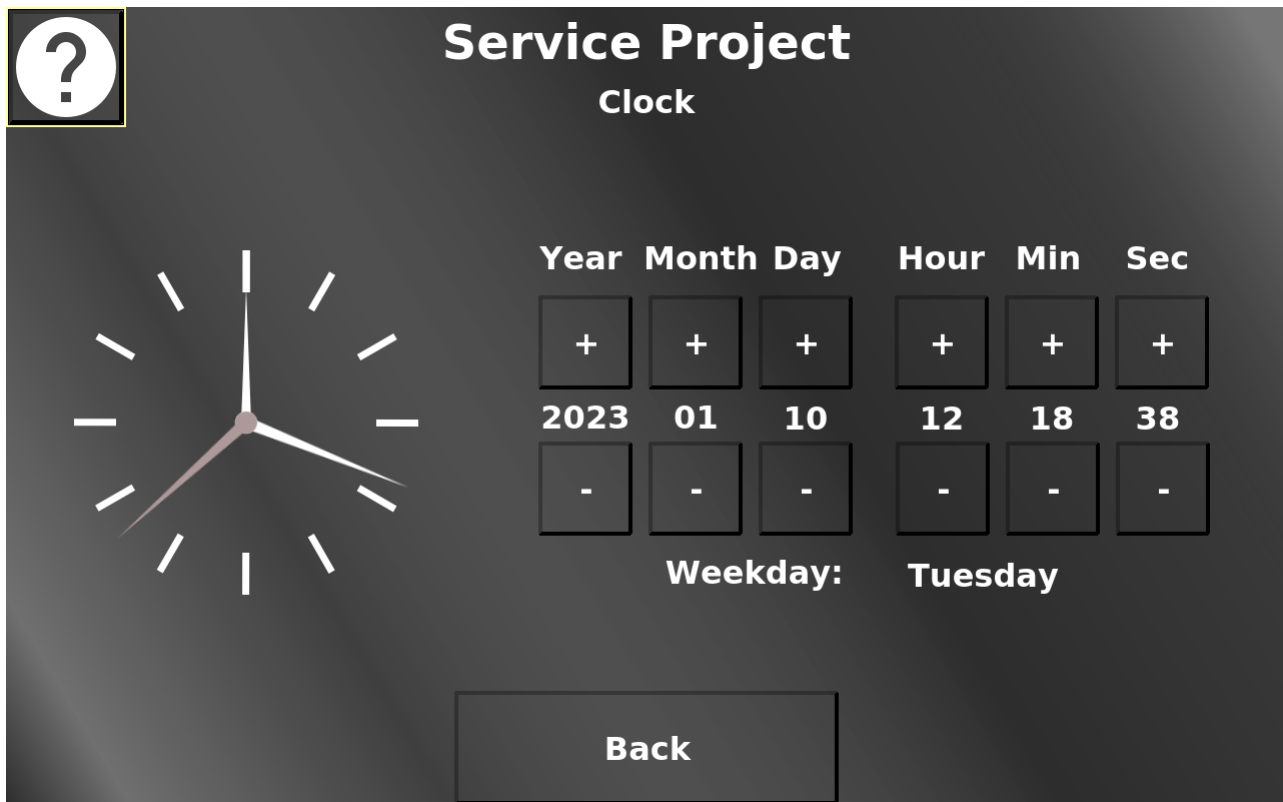 ?
Service Project
Clock
Year Month Day Hour Min Sec
+ + + + + +
2023 01 10 12 18 38
- - - - - -
Weekday: Tuesday
Back